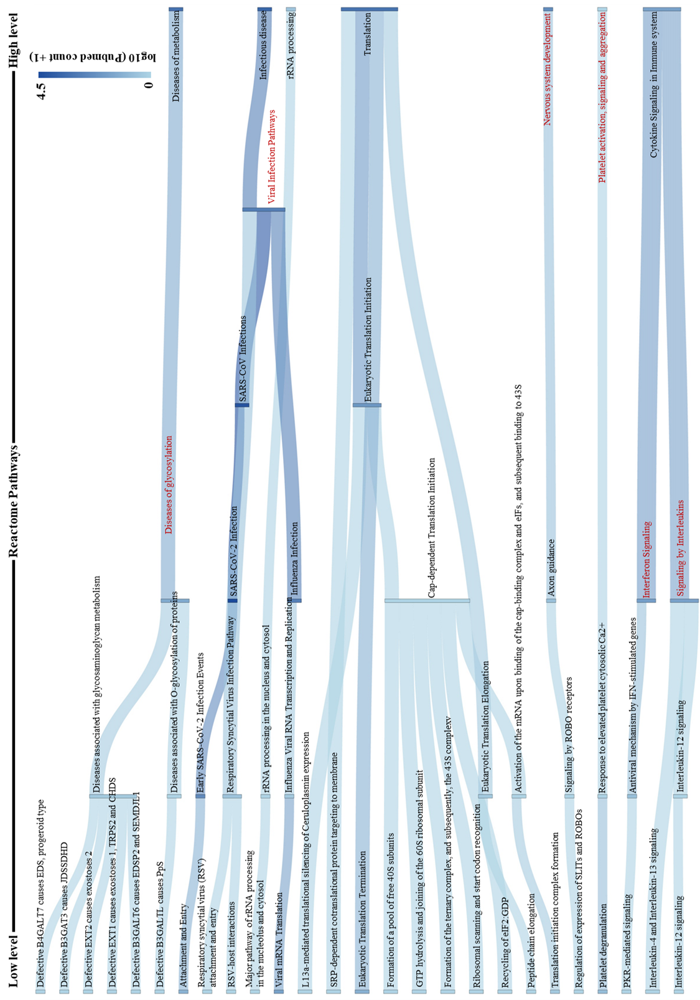 Low level
Reactome Pathways
High level
log10 (Pubmed count +1)
4.5
0
Defective B4GALT7 causes EDS, progeroid type
Defective B3GAT3 causes JDSSDHD
Defective EXT2 causes exostoses 2
Defective EXT1 causes exostoses 1, TRPS2 and CHDS
Defective B3GALT6 causes EDSP2 and SEMDJL1
Defective B3GALTL causes PpS
Attachment and Entry
Respiratory syncytial virus (RSV)
attachment and entry
RSV-host interactions
Major pathway of rRNA processing
in the nucleolus and cytosol
Viral mRNA Translation
L13a-mediated translational silencing of Ceruloplasmin expression
SRP-dependent cotranslational protein targeting to membrane
Eukaryotic Translation Termination
Formation of a pool of free 40S subunits
GTP hydrolysis and joining of the 60S ribosomal subunit
Formation of the ternary complex, and subsequently, the 43S complexv
Ribosomal scanning and start codon recognition
Recycling of eIF2:GDP
Peptide chain elongation
Translation initiation complex formation
Regulation of expression of SLITs and ROBOs
Platelet degranulation
PKR-mediated signaling
Interleukin-4 and Interleukin-13 signaling
Interleukin-12 signaling
Diseases associated with glycosaminoglycan metabolism
Diseases associated with O-glycosylation of proteins
Early SARS-CoV-2 Infection Events
Respiratory Syncytial Virus Infection Pathway
rRNA processing in the nucleus and cytosol
Influenza Viral RNA Transcription and Replication
Eukaryotic Translation Elongation
Activation of the mRNA upon binding of the cap-binding complex and eIFs, and subsequent binding to 43S
Signaling by ROBO receptors
Response to elevated platelet cytosolic Ca2+
Antiviral mechanism by IFN-stimulated genes
Interleukin-12 signaling
Diseases of glycosylation
SARS-CoV-2 Infection
Influenza Infection
Cap-dependent Translation Initiation
Axon guidance
Interferon Signaling
Signaling by Interleukins
SARS-CoV Infections
Eukaryotic Translation Initiation
Viral Infection Pathways
Diseases of metabolism
Infectious disease
rRNA processing
Translation
Nervous system development
Platelet activation, signaling and aggregation
Cytokine Signaling in Immune system